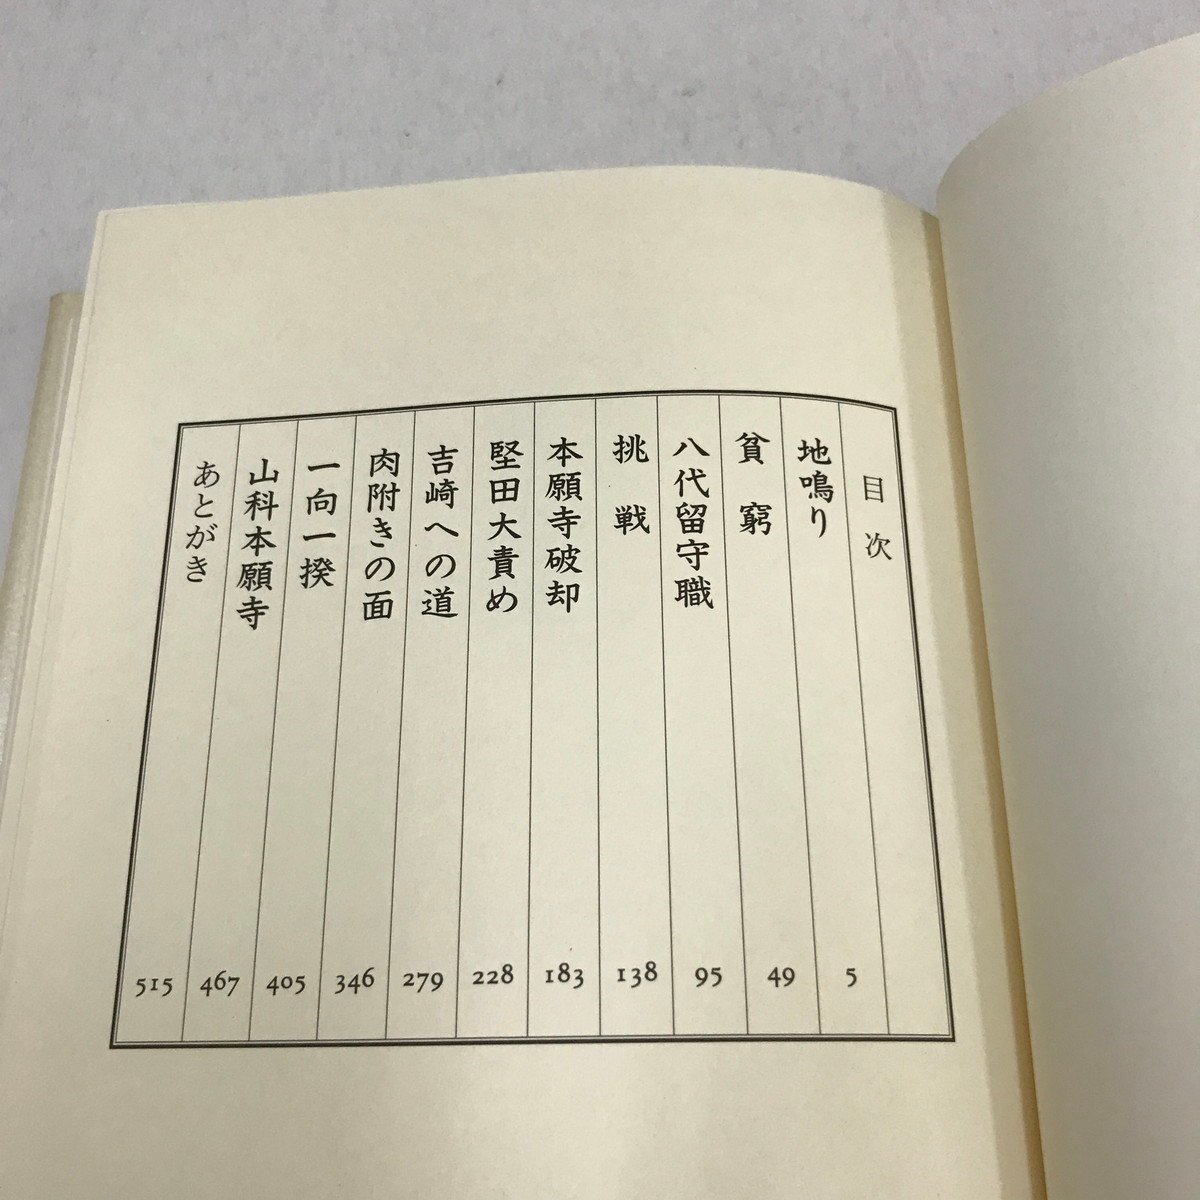 目次
地鳴り 5
貧窮 49
八代留守職 95
挑戦 138
本願寺破却 183
堅田大責め 228
吉崎への道 279
肉附きの面 346
一向一揆 405
山科本願寺 467
あとがき 515